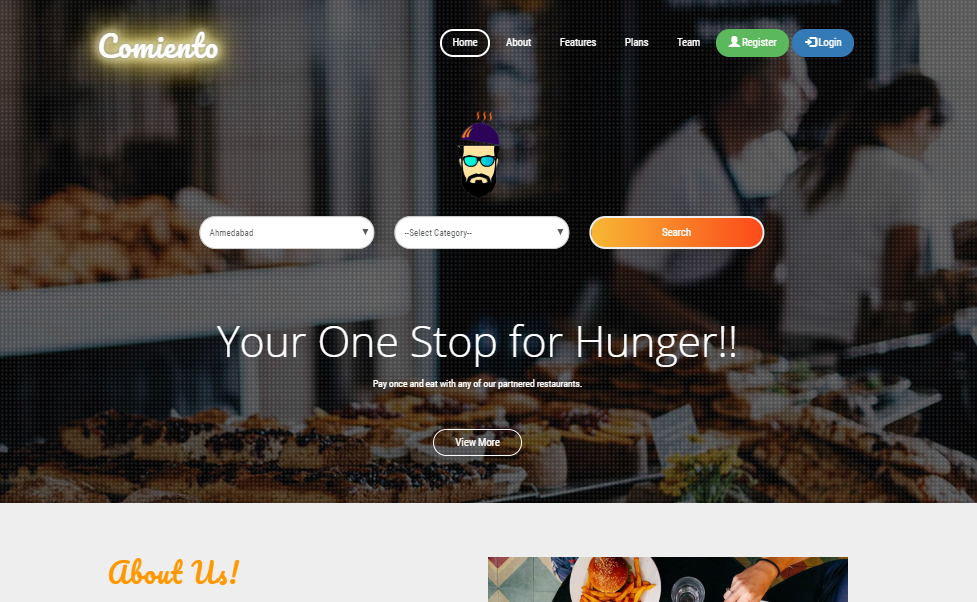 Comiento
Home About Features Plans Team Register Login
Ahmedabad --Select Category-- Search
Your One Stop for Hunger!!
Pay once and eat with any of our partnered restaurants.
View More
About Us!